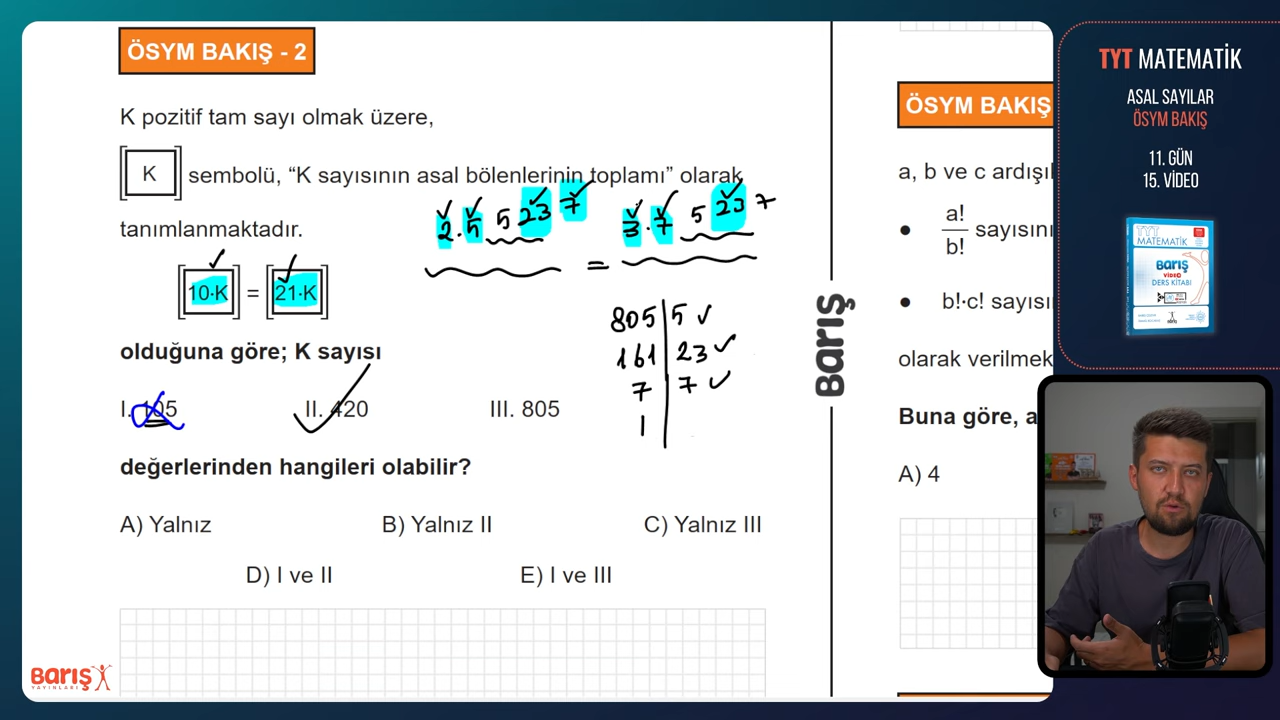 ÖSYM BAKIŞ - 2
K pozitif tam sayı olmak üzere,
K sembolü, “K sayısının asal bölenlerinin toplamı” olarak
tanımlanmaktadır.
2 . 5 5 23 7 = 3 . 7 5 23 7
10·K = 21·K
805 5
161 23
7 7
1
olduğuna göre; K sayısı
I. 105 II. 420 III. 805
değerlerinden hangileri olabilir?
A) Yalnız B) Yalnız II C) Yalnız III
D) I ve II E) I ve III
BARIŞ
YAYINLARI
BARIŞ
ÖSYM BAKIŞ
a, b ve c ardışı
a!
b!
sayısın
b!·c! sayısı
olarak verilmek
Buna göre, a
A) 4
TYT MATEMATİK
ASAL SAYILAR
ÖSYM BAKIŞ
11. GÜN
15. VİDEO
TYT
MATEMATİK
BARIŞ
VİDEO
DERS KİTABI